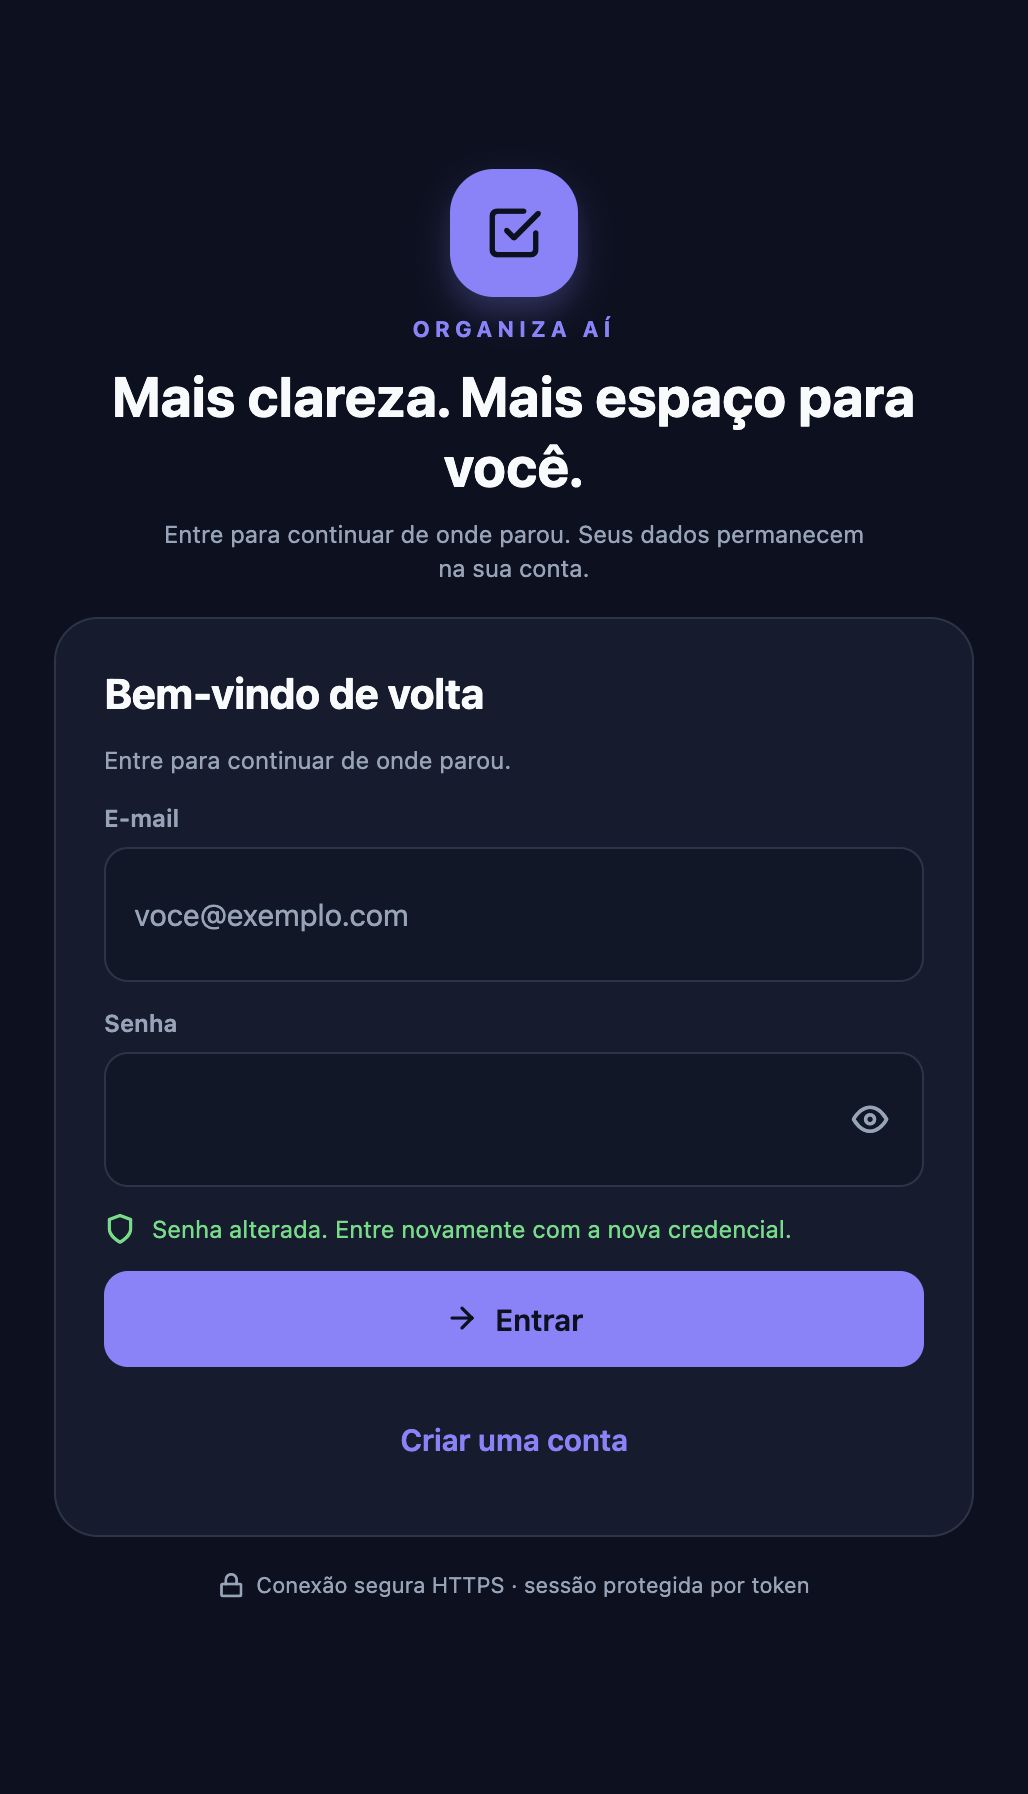 ORGANIZA AÍ
Mais clareza. Mais espaço para
você.
Entre para continuar de onde parou. Seus dados permanecem
na sua conta.
Bem-vindo de volta
Entre para continuar de onde parou.
E-mail
voce@exemplo.com
Senha
Senha alterada. Entre novamente com a nova credencial.
Entrar
Criar uma conta
Conexão segura HTTPS · sessão protegida por token